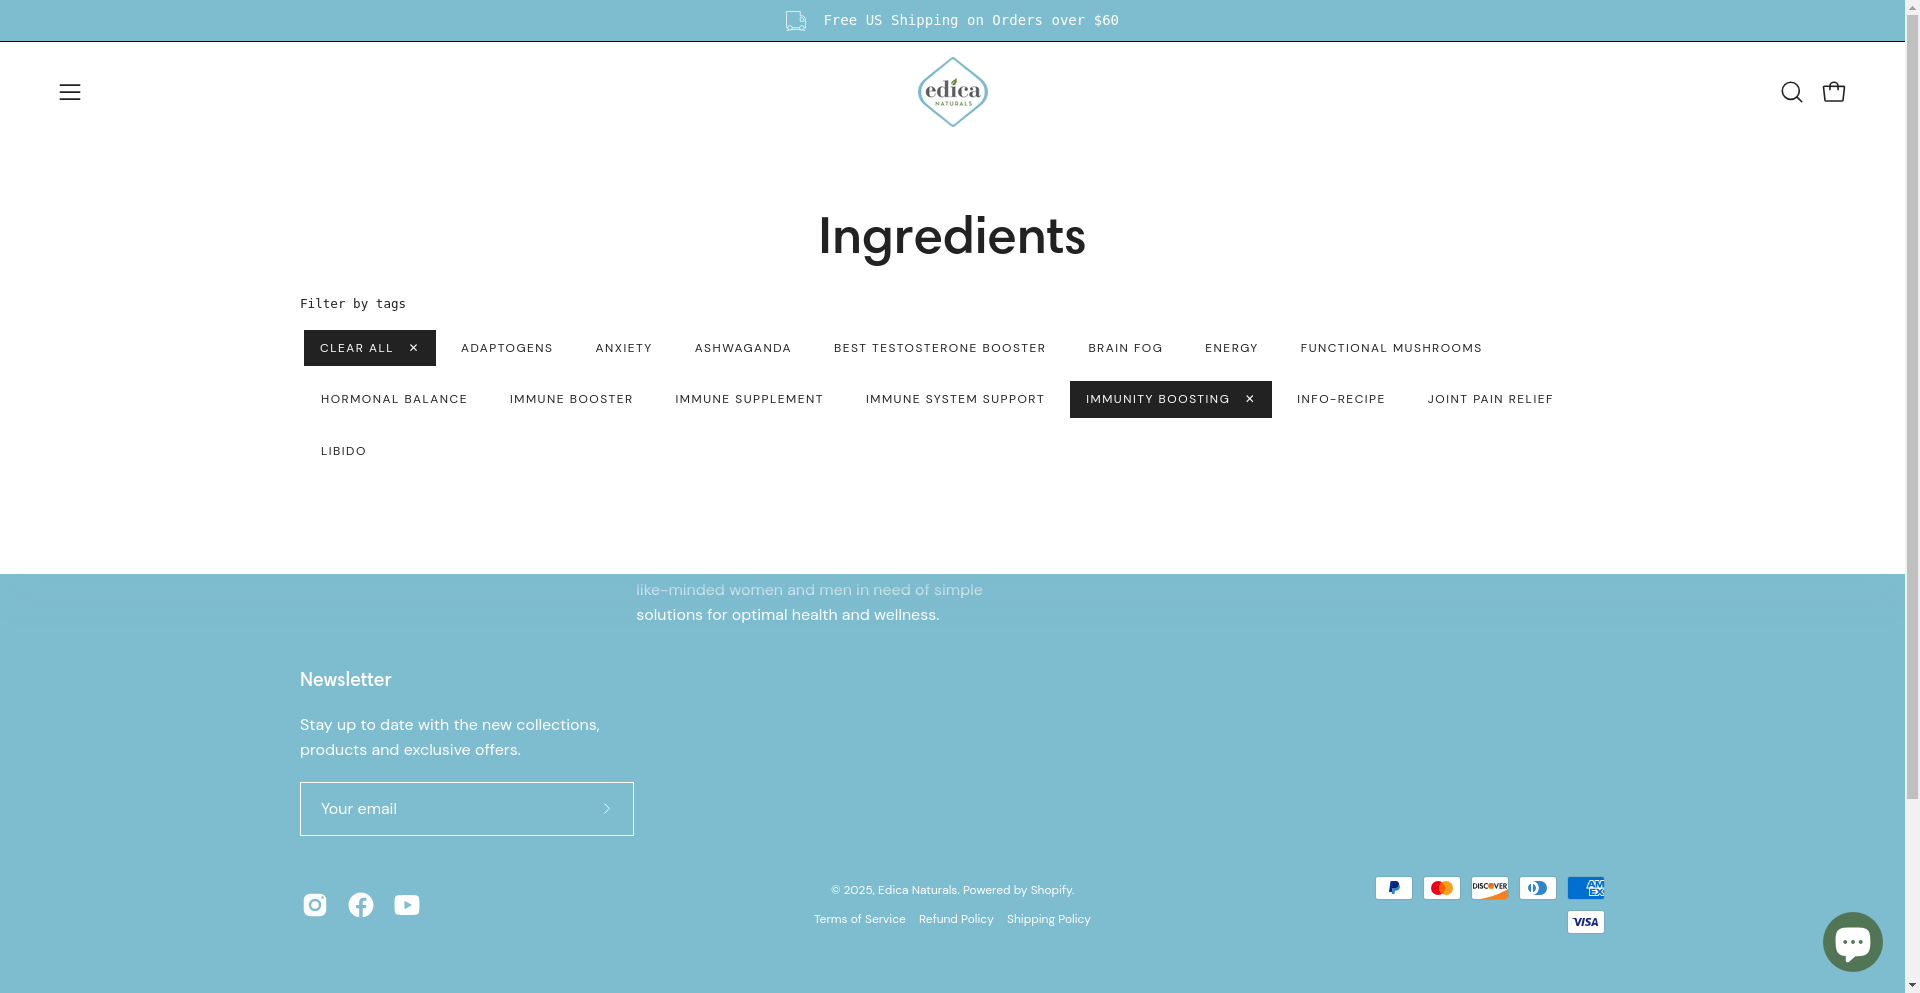 Free US Shipping on Orders over $60
edica
NATURALS
Ingredients
Filter by tags
CLEAR ALL ✕ ADAPTOGENS ANXIETY ASHWAGANDA BEST TESTOSTERONE BOOSTER BRAIN FOG ENERGY FUNCTIONAL MUSHROOMS
HORMONAL BALANCE IMMUNE BOOSTER IMMUNE SUPPLEMENT IMMUNE SYSTEM SUPPORT IMMUNITY BOOSTING ✕ INFO-RECIPE JOINT PAIN RELIEF
LIBIDO
like-minded women and men in need of simple
solutions for optimal health and wellness.
Newsletter
Stay up to date with the new collections,
products and exclusive offers.
Your email
© 2025, Edica Naturals. Powered by Shopify.
Terms of Service Refund Policy Shipping Policy
DISCOVER
AM
EX
VISA